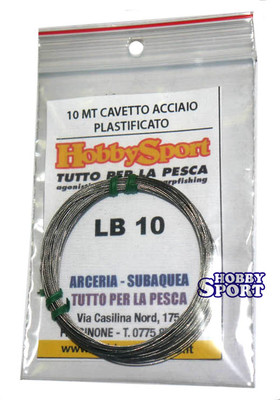 10 MT CAVETTO ACCIAIO
PLASTIFICATO
HobbySport
TUTTO PER LA PESCA
LB 10
HOBBY
SPORT
ARCERIA - SUBAQUEA
TUTTO PER LA PESCA
Via Casilina Nord, 175
- T. 0775